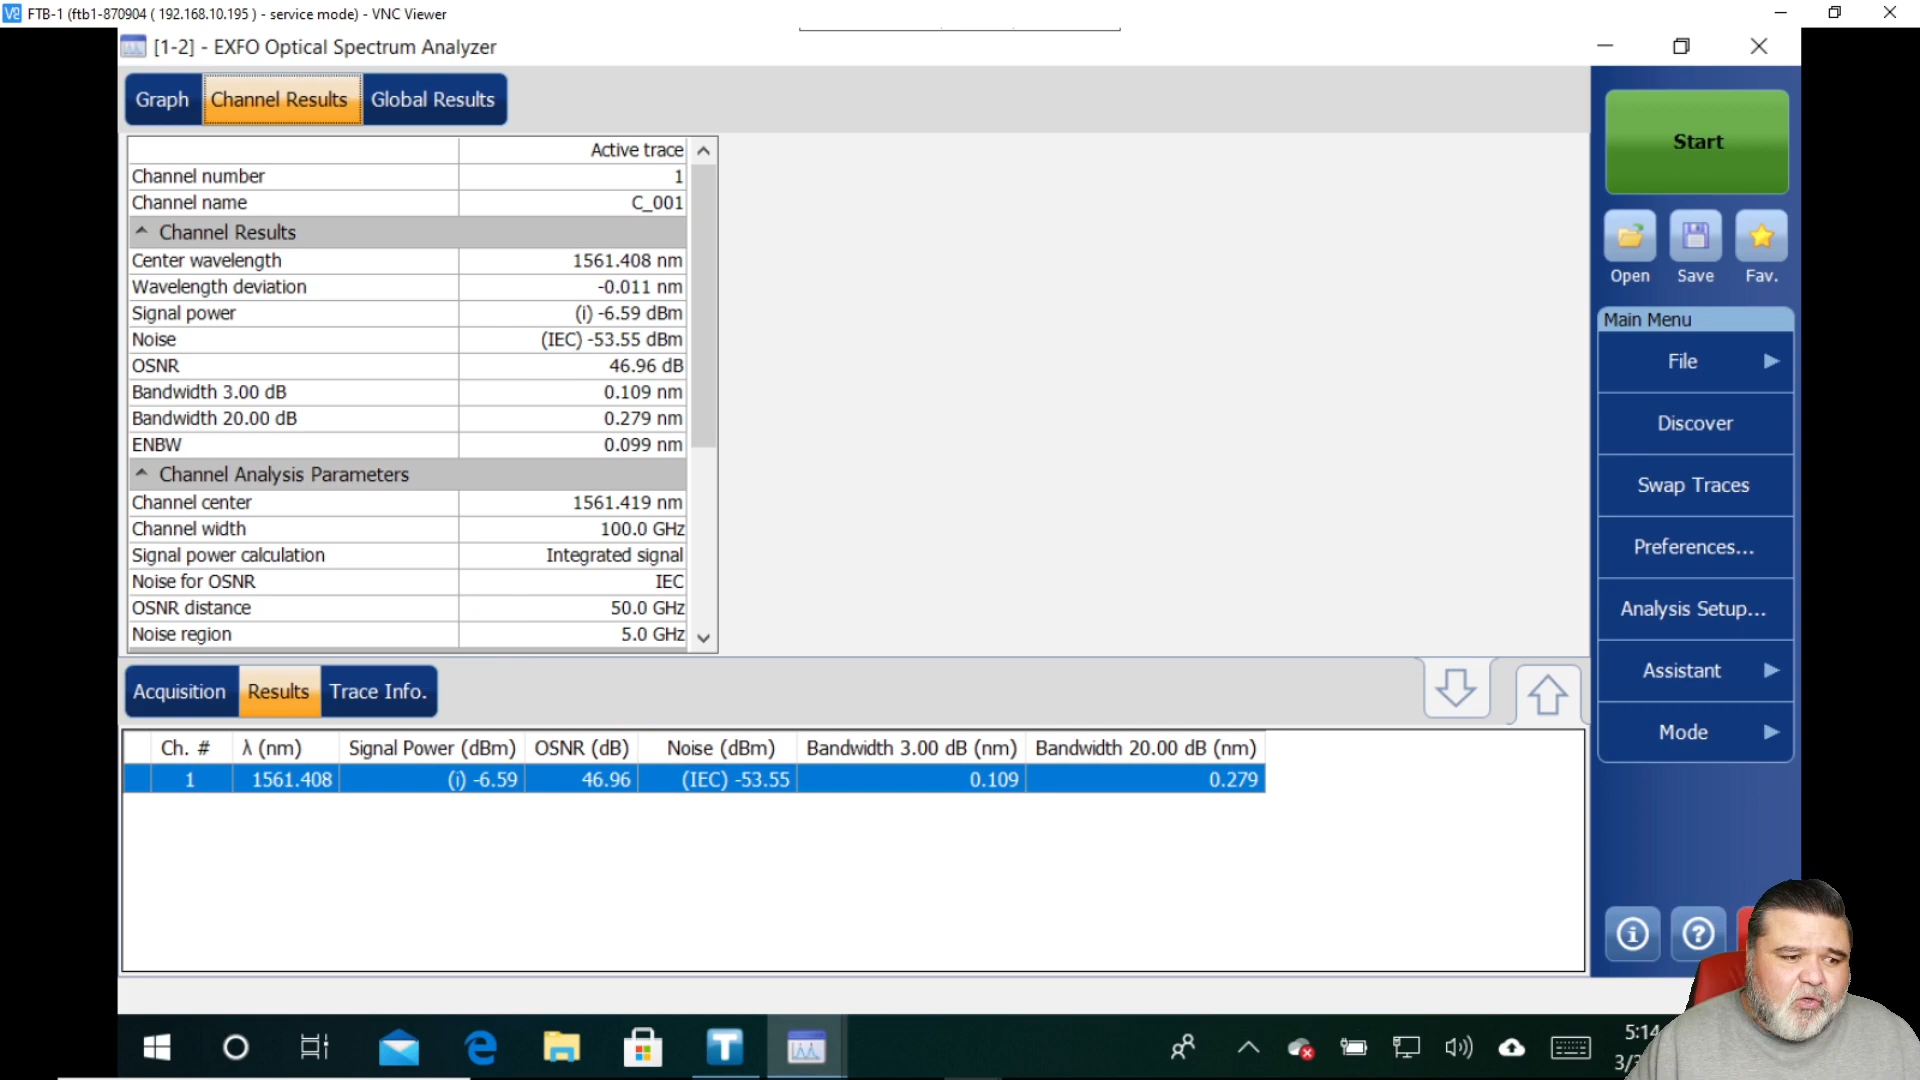 V2 FTB-1 (ftb1-870904 ( 192.168.10.195 ) - service mode) - VNC Viewer
[1-2] - EXFO Optical Spectrum Analyzer
Graph Channel Results Global Results
Active trace
Channel number 1
Channel name C_001
Channel Results
Center wavelength 1561.408 nm
Wavelength deviation -0.011 nm
Signal power (i) -6.59 dBm
Noise (IEC) -53.55 dBm
OSNR 46.96 dB
Bandwidth 3.00 dB 0.109 nm
Bandwidth 20.00 dB 0.279 nm
ENBW 0.099 nm
Channel Analysis Parameters
Channel center 1561.419 nm
Channel width 100.0 GHz
Signal power calculation Integrated signal
Noise for OSNR IEC
OSNR distance 50.0 GHz
Noise region 5.0 GHz
Start
Open Save Fav.
Main Menu
File
Discover
Swap Traces
Preferences...
Analysis Setup...
Assistant
Mode
Acquisition Results Trace Info.
Ch. # λ (nm) Signal Power (dBm) OSNR (dB) Noise (dBm) Bandwidth 3.00 dB (nm) Bandwidth 20.00 dB (nm)
1 1561.408 (i) -6.59 46.96 (IEC) -53.55 0.109 0.279
5:14